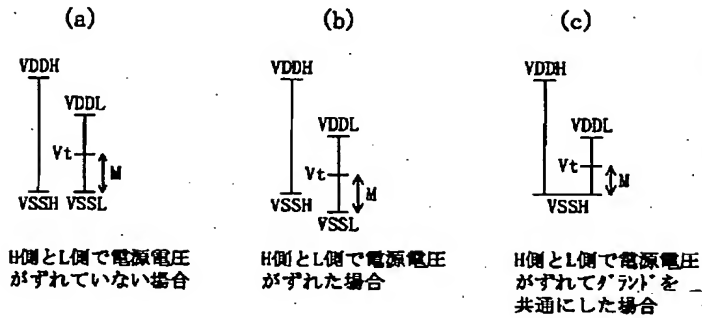 (a)
VDDH
VDDL
Vt
M
VSSH VSSL
H側とL側で電源電圧
がずれていない場合
(b)
VDDH
VDDL
Vt
M
VSSH
VSSL
H側とL側で電源電圧
がずれた場合
(c)
VDDH
VDDL
Vt
M
VSSH
H側とL側で電源電圧
がずれてグランドを
共通にした場合